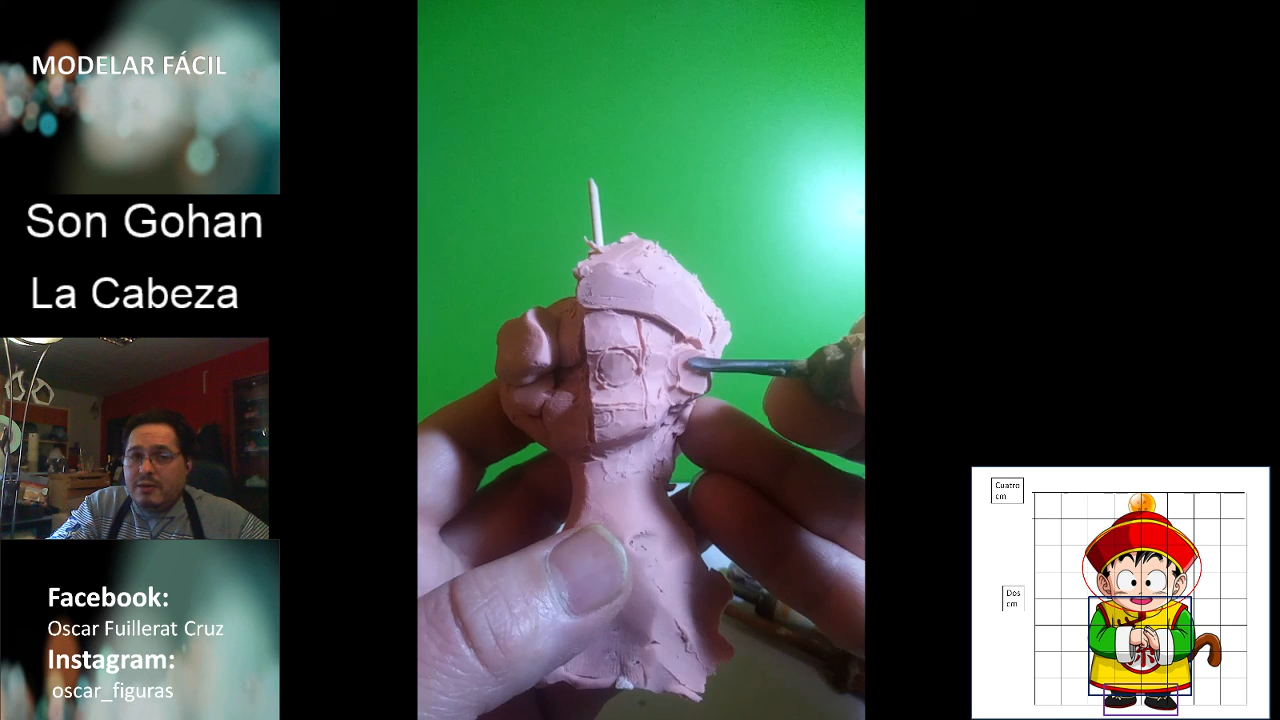 MODELAR FÁCIL
Son Gohan
La Cabeza
Facebook:
Oscar Fuillerat Cruz
Instagram:
oscar_figuras
Cuatro
cm
Dos
cm